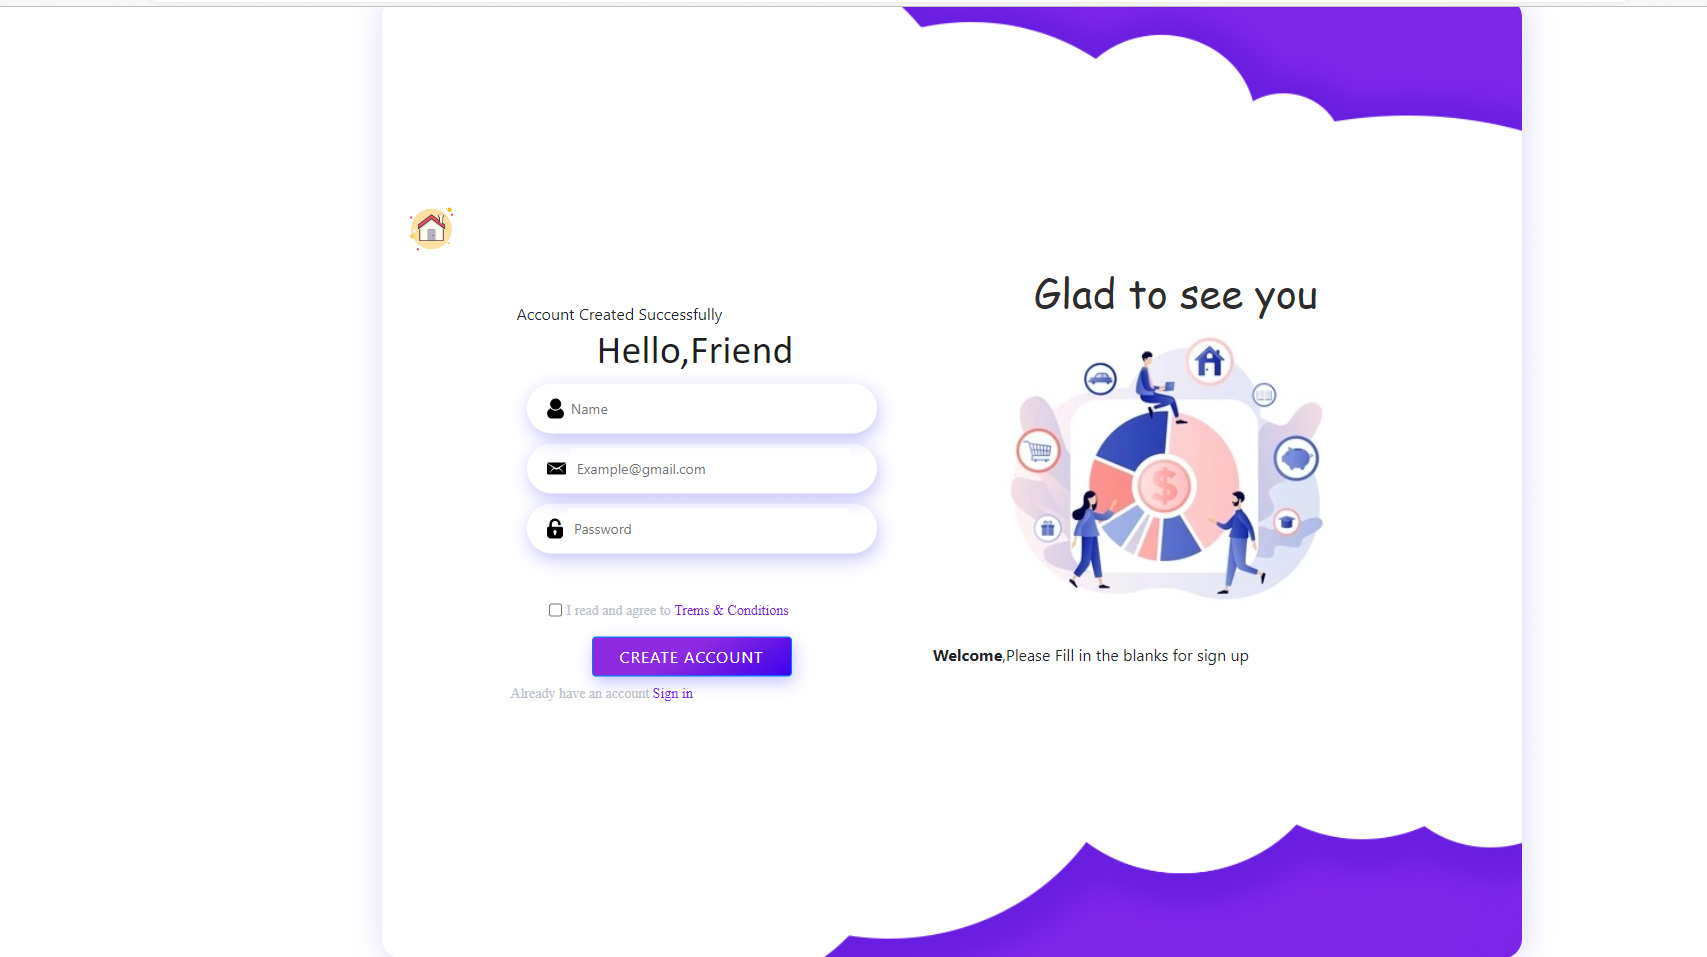 Account Created Successfully
Hello,Friend
Name
Example@gmail.com
Password
I read and agree to Trems & Conditions
CREATE ACCOUNT
Already have an account Sign in
Glad to see you
$
Welcome,Please Fill in the blanks for sign up